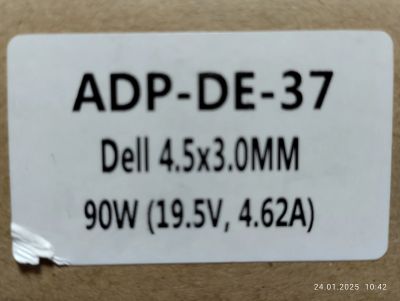 ADP-DE-37
Dell 4.5x3.0MM
90W (19.5V, 4.62A)
24.01.2025 10:42